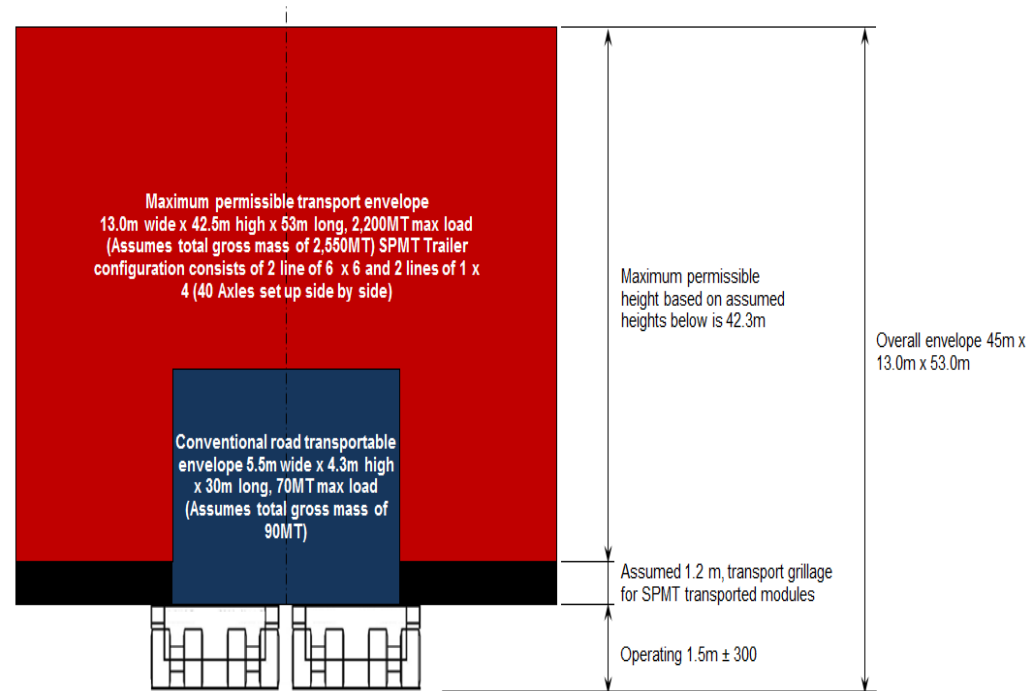 Maximum permissible transport envelope
13.0m wide x 42.5m high x 53m long, 2,200MT max load
(Assumes total gross mass of 2,550MT) SPMT Trailer
configuration consists of 2 line of 6 x 6 and 2 lines of 1 x
4 (40 Axles set up side by side)
Conventional road transportable
envelope 5.5m wide x 4.3m high
x 30m long, 70MT max load
(Assumes total gross mass of
90MT)
Maximum permissible
height based on assumed
heights below is 42.3m
Overall envelope 45m x
13.0m x 53.0m
Assumed 1.2 m, transport grillage
for SPMT transported modules
Operating 1.5m ± 300